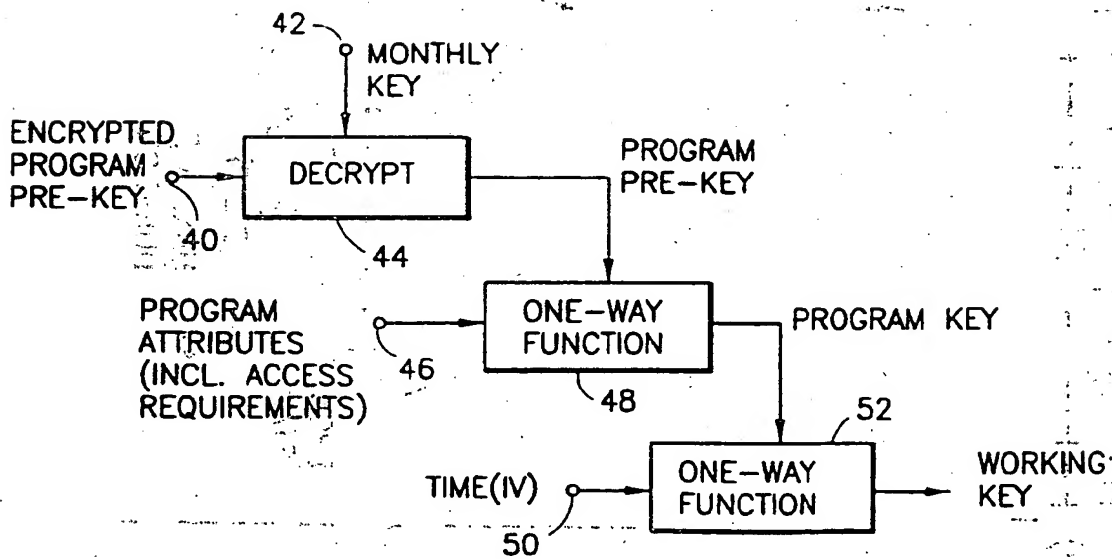 42
MONTHLY
KEY
ENCRYPTED
PROGRAM
PRE-KEY
40
DECRYPT
44
PROGRAM
PRE-KEY
PROGRAM
ATTRIBUTES
(INCL. ACCESS
REQUIREMENTS)
46
ONE-WAY
FUNCTION
48
PROGRAM KEY
52
TIME(IV)
50
ONE-WAY
FUNCTION
WORKING
KEY